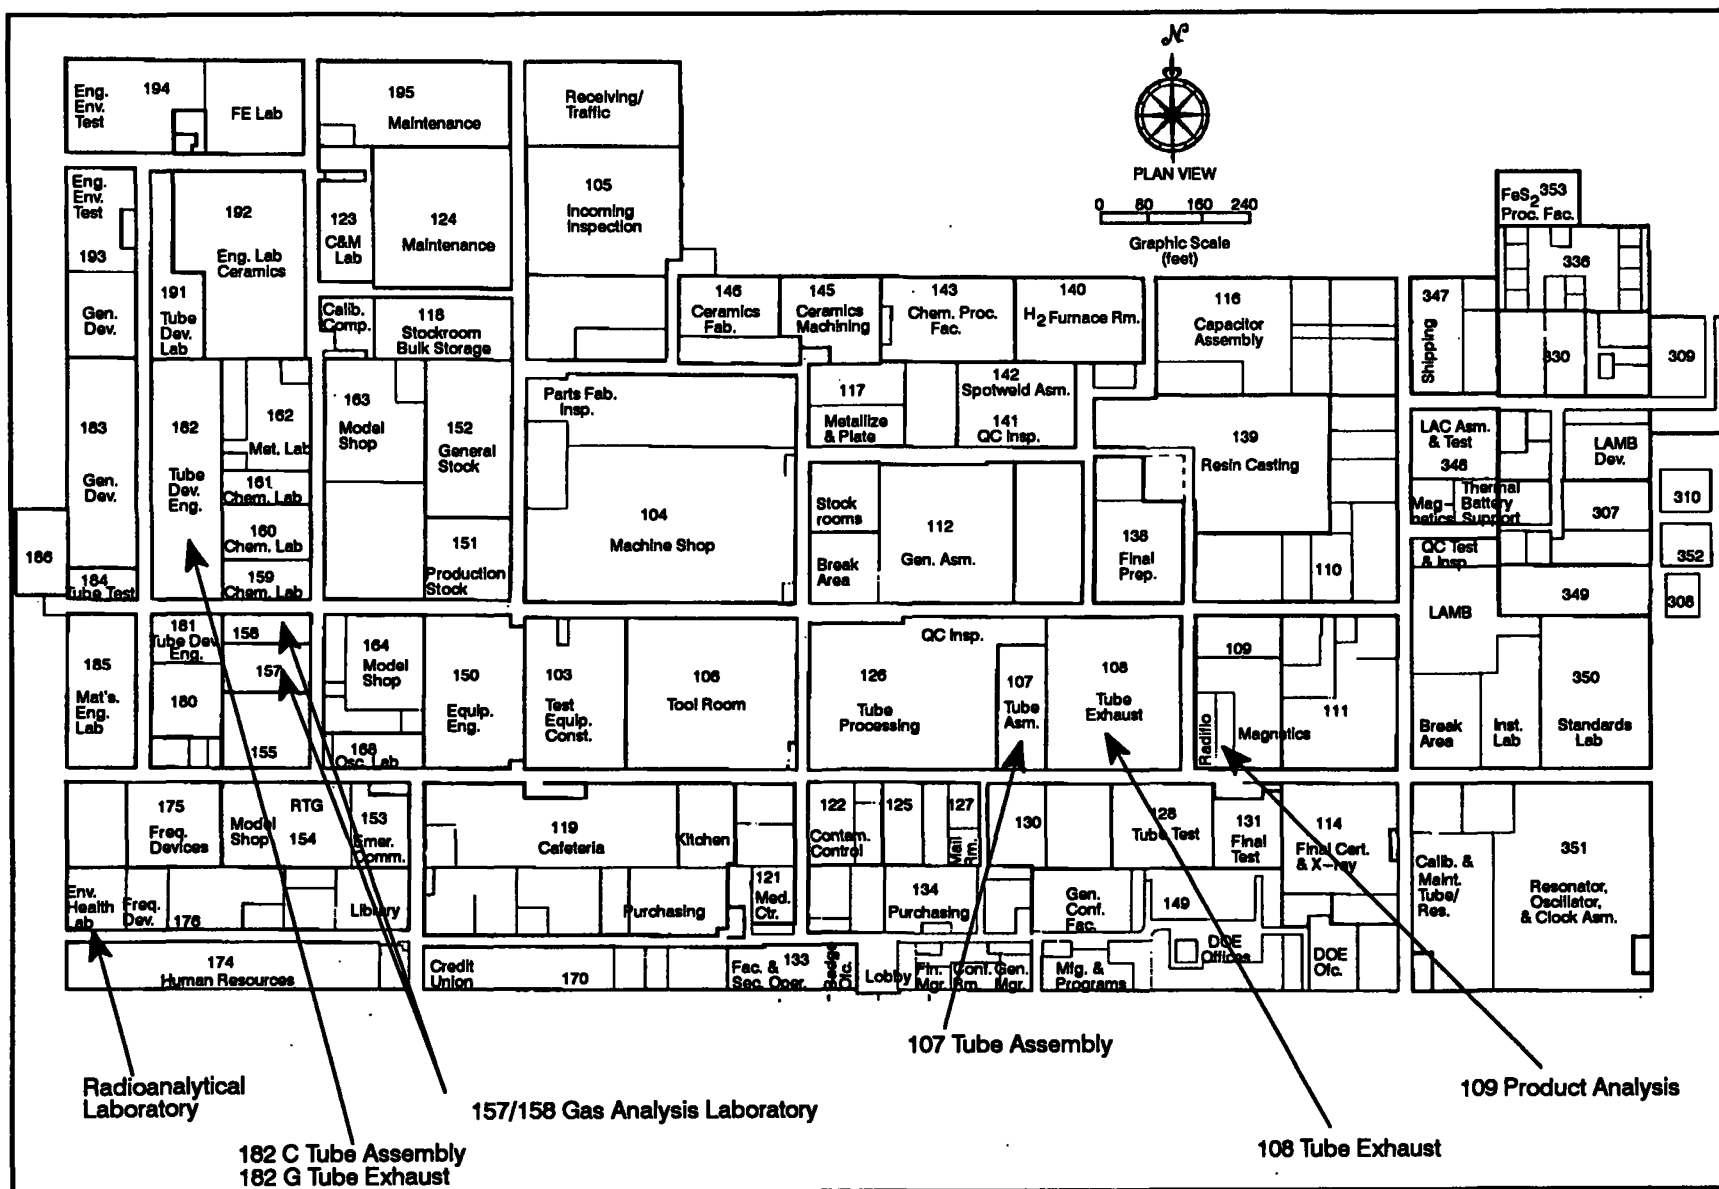 N
PLAN VIEW
0 80 160 240
Graphic Scale
(feet)
194
Eng.
Env.
Test
FE Lab
195
Maintenance
Receiving/
Traffic
Eng.
Env.
Test
193
192
Eng. Lab
Ceramics
191
Tube
Dev.
Lab
123
C&M
Lab
124
Maintenance
105
Incoming
Inspection
FeS2 353
Proc. Fac.
336
Gen.
Dev.
Calib.
Comp.
118
Stockroom
Bulk Storage
146
Ceramics
Fab.
145
Ceramics
Machining
143
Chem. Proc.
Fac.
140
H2 Furnace Rm.
116
Capacitor
Assembly
347
Shipping
330
309
183
Gen.
Dev.
182
Tube
Dev.
Eng.
162
Met. Lab
161
Chem. Lab
160
Chem. Lab
159
Chem. Lab
163
Model
Shop
152
General
Stock
151
Production
Stock
Parts Fab.
Insp.
104
Machine Shop
117
Metallize
& Plate
142
Spotweld Asm.
141
QC Insp.
139
Resin Casting
LAC Asm.
& Test
348
LAMB
Dev.
Mag-
netics
Thermal
Battery
Support
307
310
186
184
Tube Test
Stock
rooms
Break
Area
112
Gen. Asm.
138
Final
Prep.
110
QC Test
& Insp.
352
349
308
LAMB
185
Mat's.
Eng.
Lab
181
Tube Dev.
Eng.
158
157
180
155
164
Model
Shop
168
Osc. Lab
150
Equip.
Eng.
103
Test
Equip.
Const.
106
Tool Room
QC Insp.
126
Tube
Processing
107
Tube
Asm.
108
Tube
Exhaust
109
Radiflo
Magnetics
111
Break
Area
Inst.
Lab
350
Standards
Lab
175
Freq.
Devices
Model
Shop
RTG
154
153
Emer.
Comm.
119
Cafeteria
Kitchen
122
Contam.
Control
125
127
Mail
Rm.
130
128
Tube Test
131
Final
Test
114
Final Cert.
& X-ray
Calib. &
Maint.
Tube/
Res.
351
Resonator,
Oscillator,
& Clock Asm.
Env.
Health
Lab
Freq.
Dev.
176
Library
Purchasing
121
Med.
Ctr.
134
Purchasing
Gen.
Conf.
Fac.
149
DOE
Offices
DOE
Ofc.
174
Human Resources
Credit
Union
170
Fac. & 133
Sec. Oper.
Badge
Ofc.
Lobby
Fin.
Mgr.
Conf.
Rm.
Gen.
Mgr.
Mfg. &
Programs
Radioanalytical
Laboratory
182 C Tube Assembly
182 G Tube Exhaust
157/158 Gas Analysis Laboratory
107 Tube Assembly
108 Tube Exhaust
109 Product Analysis